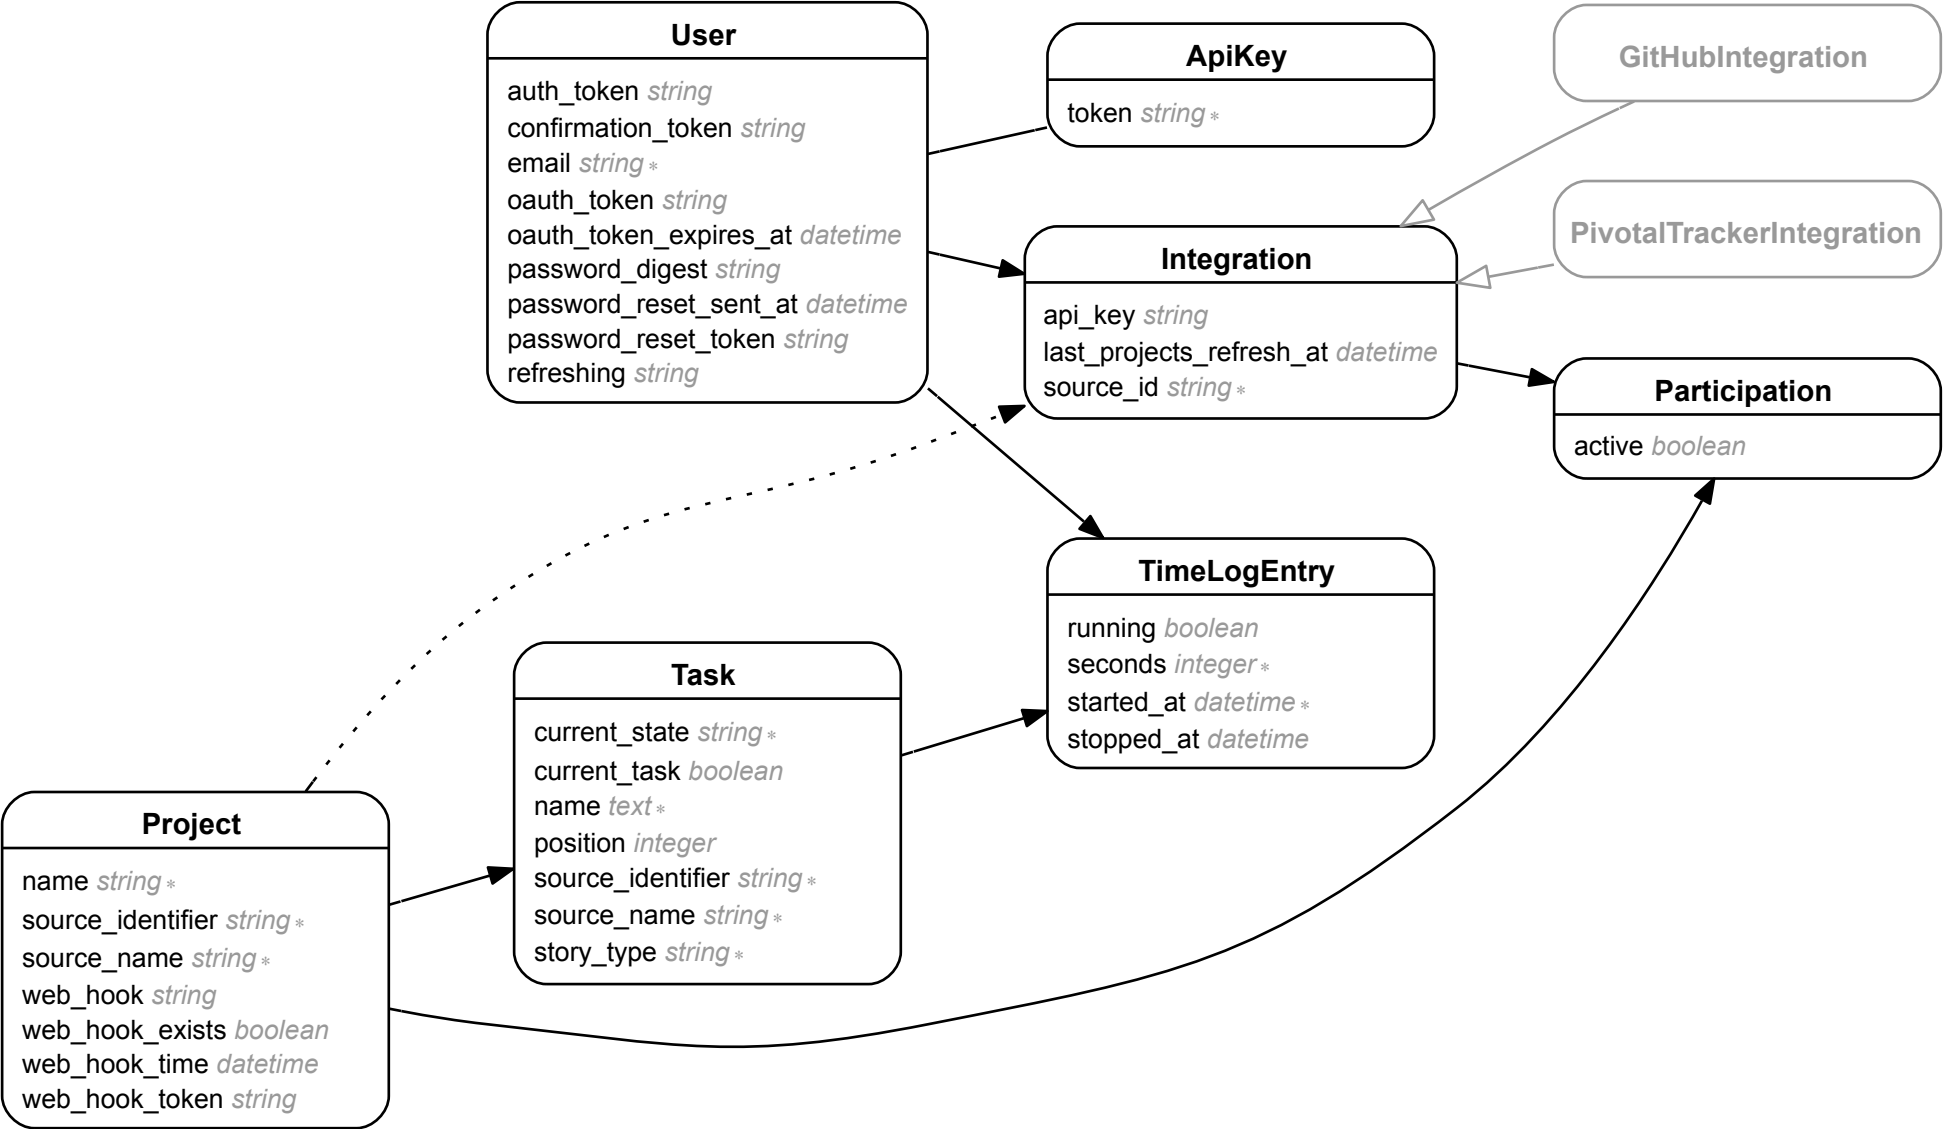 User
auth_token string
confirmation_token string
email string *
oauth_token string
oauth_token_expires_at datetime
password_digest string
password_reset_sent_at datetime
password_reset_token string
refreshing string
ApiKey
token string *
GitHubIntegration
PivotalTrackerIntegration
Integration
api_key string
last_projects_refresh_at datetime
source_id string *
Participation
active boolean
TimeLogEntry
running boolean
seconds integer *
started_at datetime *
stopped_at datetime
Task
current_state string *
current_task boolean
name text *
position integer
source_identifier string *
source_name string *
story_type string *
Project
name string *
source_identifier string *
source_name string *
web_hook string
web_hook_exists boolean
web_hook_time datetime
web_hook_token string